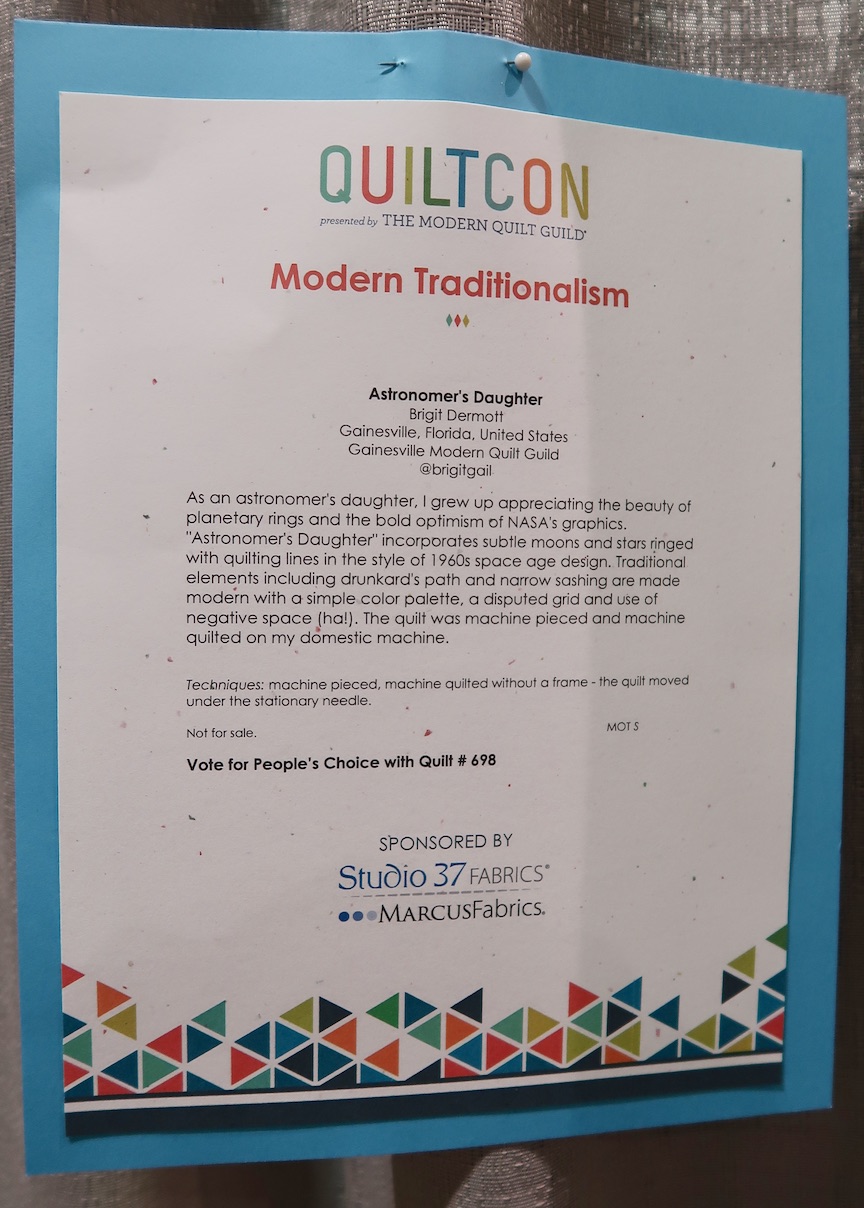 QUILTCON
presented by THE MODERN QUILT GUILD®
Modern Traditionalism
Astronomer's Daughter
Brigit Dermott
Gainesville, Florida, United States
Gainesville Modern Quilt Guild
@brigitgail
As an astronomer's daughter, I grew up appreciating the beauty of
planetary rings and the bold optimism of NASA's graphics.
"Astronomer's Daughter" incorporates subtle moons and stars ringed
with quilting lines in the style of 1960s space age design. Traditional
elements including drunkard's path and narrow sashing are made
modern with a simple color palette, a disputed grid and use of
negative space (ha!). The quilt was machine pieced and machine
quilted on my domestic machine.
Techniques: machine pieced, machine quilted without a frame - the quilt moved
under the stationary needle.
Not for sale.
MOT S
Vote for People's Choice with Quilt # 698
SPONSORED BY
Studio 37 FABRICS®
MARCUSFabrics®